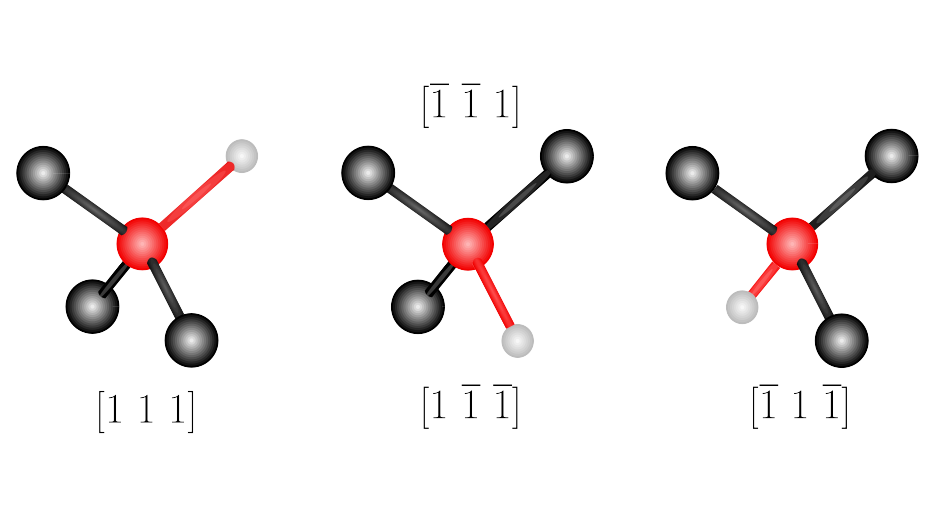 [1̅ 1̅ 1]
[1 1 1]
[1 1̅ 1̅]
[1̅ 1 1̅]